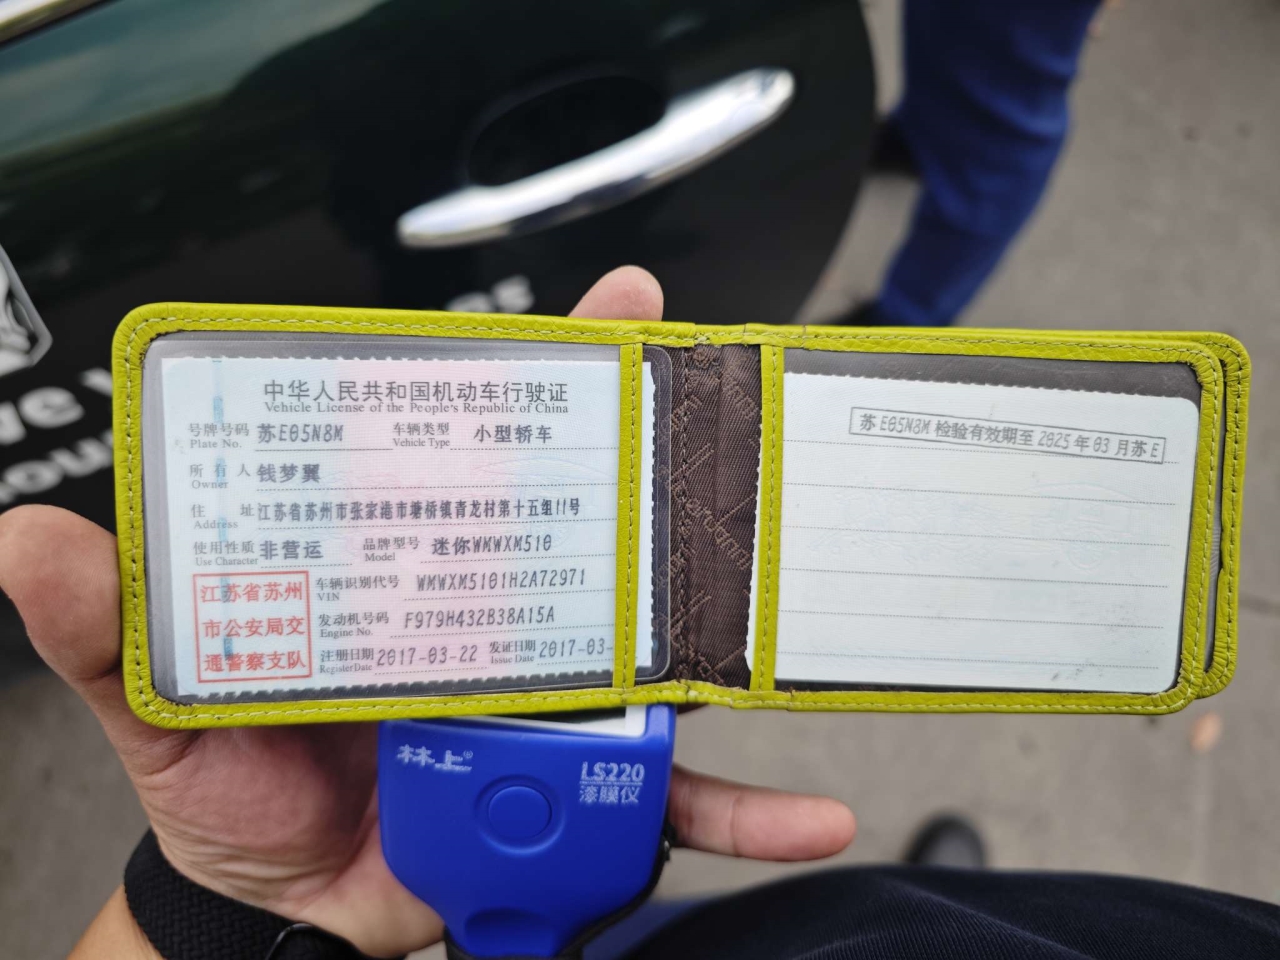 中华人民共和国机动车行驶证
Vehicle License of the People's Republic of China
号牌号码 苏E05N8M 车辆类型 小型轿车
Plate No. Vehicle Type
所有人 钱梦翼
Owner
住址 江苏省苏州市张家港市塘桥镇青龙村第十五组11号
Address
使用性质 非营运 品牌型号 迷你WMWXM510
Use Character Model
江苏省苏州
市公安局交
通警察支队
车辆识别代号 WMWXM5101H2A72971
VIN
发动机号码 F979H432B38A15A
Engine No.
注册日期 2017-03-22 发证日期 2017-03-
Register Date Issue Date
苏E05N8M 检验有效期至 2025 年 03 月苏E
林上®
LS220
漆膜仪